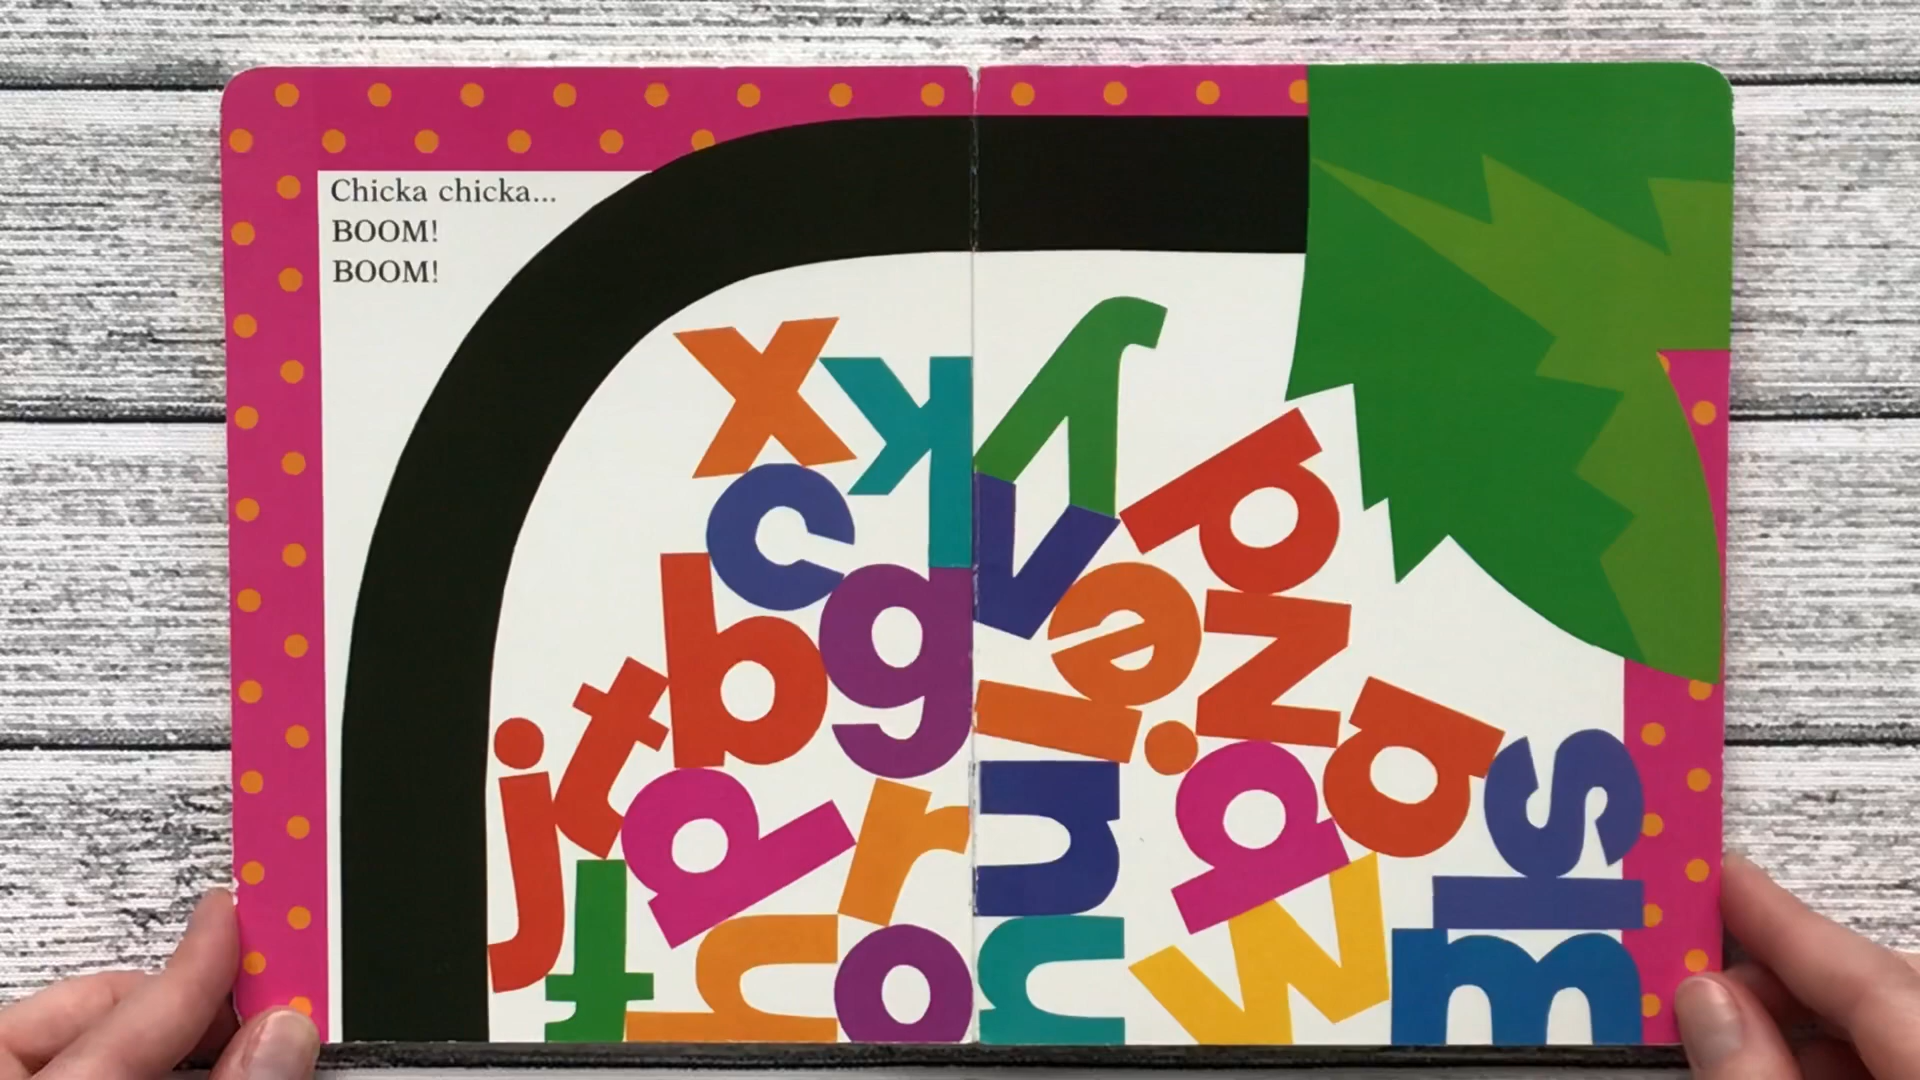 Chicka chicka...
BOOM!
BOOM!
x k y
c v p
b g e z
j t l i a s
d r u q l
f h o n w m